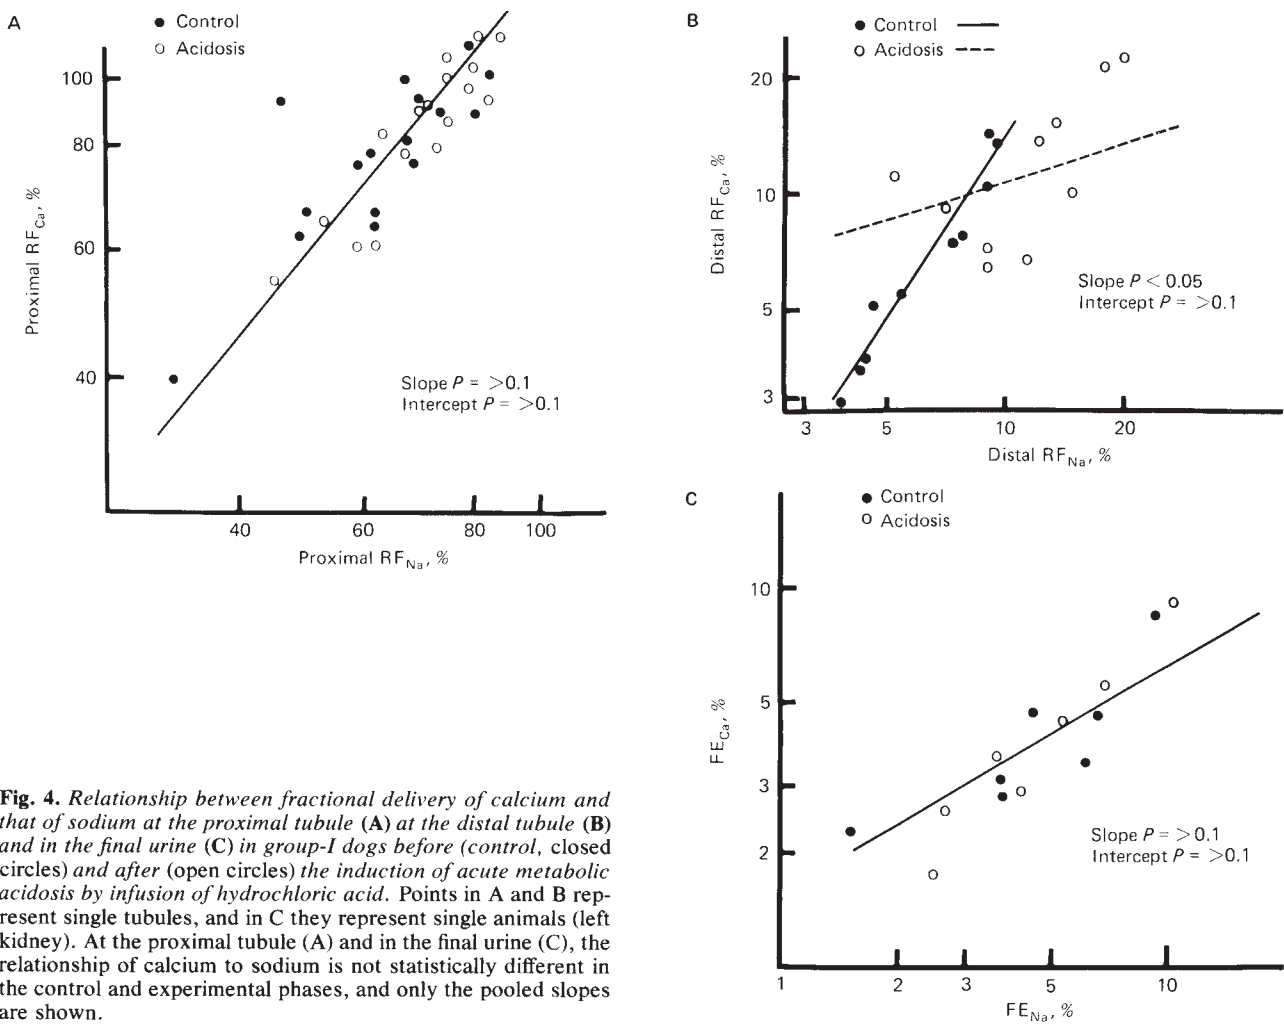 A
Control
Acidosis
100
80
60
40
Proximal RF_Ca, %
Slope P = >0.1
Intercept P = >0.1
40 60 80 100
Proximal RF_Na, %
B
Control
Acidosis
20
10
5
3
Distal RF_Ca, %
Slope P < 0.05
Intercept P = >0.1
3 5 10 20
Distal RF_Na, %
C
Control
Acidosis
10
5
3
2
FE_Ca, %
Slope P = >0.1
Intercept P = >0.1
1 2 3 5 10
FE_Na, %
Fig. 4. Relationship between fractional delivery of calcium and
that of sodium at the proximal tubule (A) at the distal tubule (B)
and in the final urine (C) in group-I dogs before (control, closed
circles) and after (open circles) the induction of acute metabolic
acidosis by infusion of hydrochloric acid. Points in A and B rep-
resent single tubules, and in C they represent single animals (left
kidney). At the proximal tubule (A) and in the final urine (C), the
relationship of calcium to sodium is not statistically different in
the control and experimental phases, and only the pooled slopes
are shown.